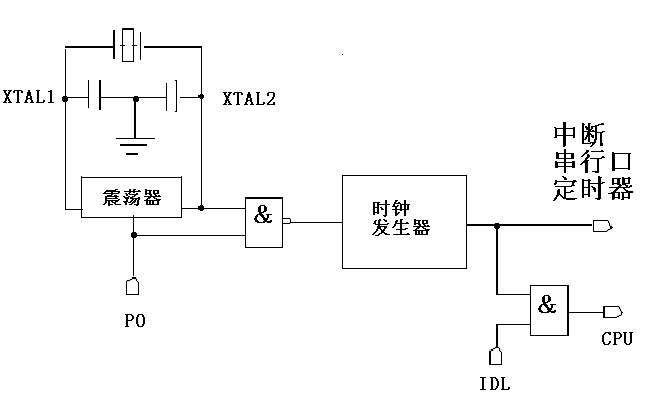 XTAL1
XTAL2
中断
串行口
定时器
震荡器
&
时钟
发生器
&
CPU
PO
IDL